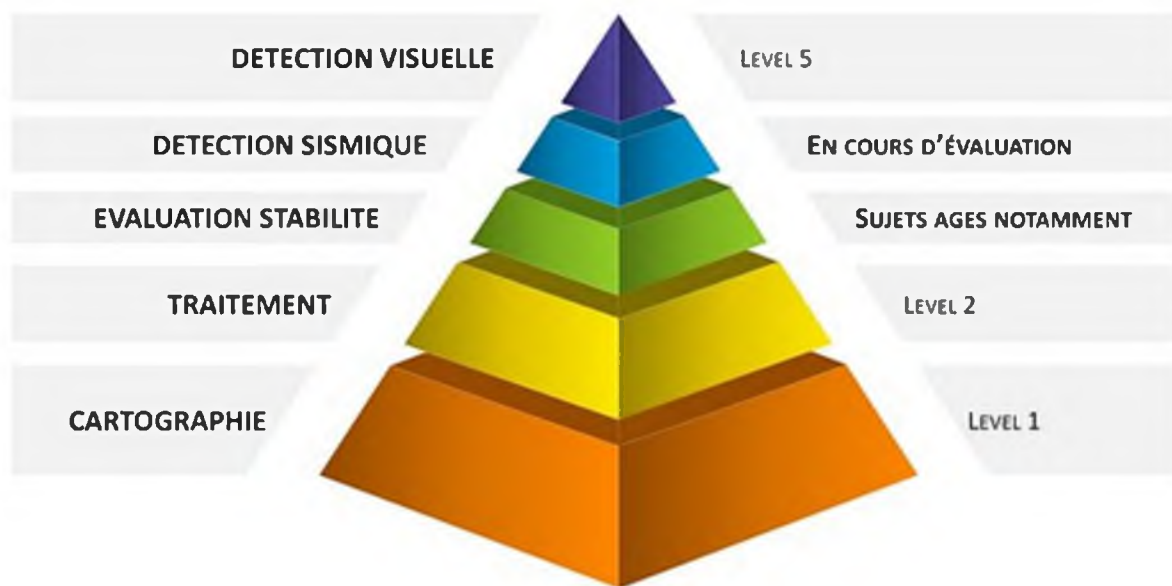 DETECTION VISUELLE
LEVEL 5
DETECTION SISMIQUE
EN COURS D'ÉVALUATION
EVALUATION STABILITE
SUJETS AGES NOTAMMENT
TRAITEMENT
LEVEL 2
CARTOGRAPHIE
LEVEL 1